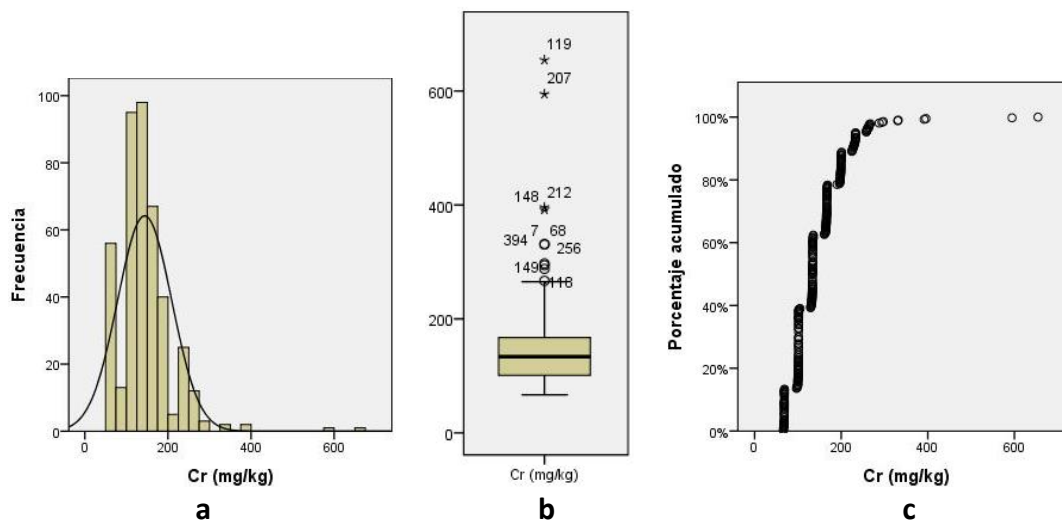 Frecuencia
100
80
60
40
20
0
0 200 400 600
Cr (mg/kg)
a
119
207
600
148 212
400
7 68
394 256
149 118
200
0
Cr (mg/kg)
b
Porcentaje acumulado
100%
80%
60%
40%
20%
0%
0 200 400 600
Cr (mg/kg)
c